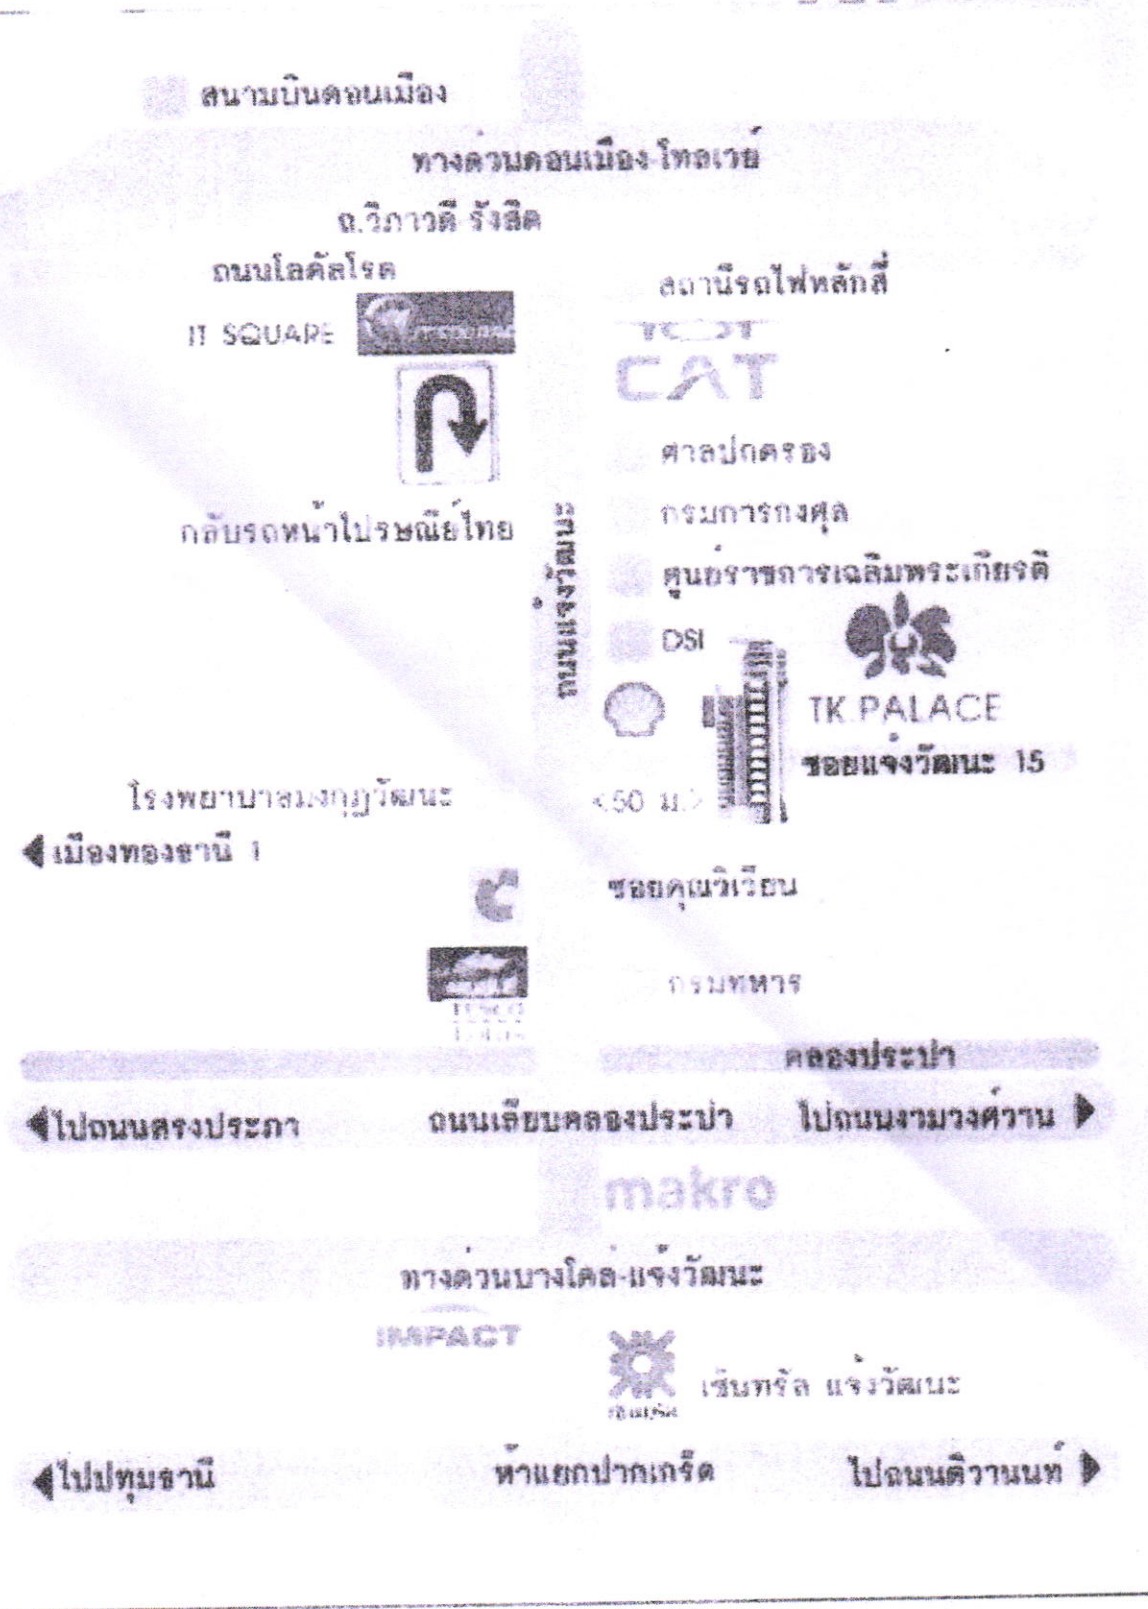 สนามบินดอนเมือง
ทางด่วนดอนเมือง โทลเวย์
ถ.วิภาวดี รังสิต
ถนนโลคัลโรด
สถานีรถไฟหลักสี่
IT SQUARE
CAT
ศาลปกครอง
กรมการกงศุล
กลับรถหน้าไปรษณีย์ไทย
ถนนแจ้งวัฒนะ
ศูนย์ราชการเฉลิมพระเกียรติ
DSI
TK.PALACE
ซอยแจ้งวัฒนะ 15
โรงพยาบาลมงกุฎวัฒนะ
<50 ม.>
เมืองทองธานี 1
ซอยคุณวิเวียน
กรมทหาร
TESCO
คลองประปา
ไปถนนสรงประภา
ถนนเลียบคลองประปา
ไปถนนงามวงศ์วาน
makro
ทางด่วนบางโคล่-แจ้งวัฒนะ
IMPACT
เซ็นทรัล แจ้งวัฒนะ
ไปปทุมธานี
ห้าแยกปากเกร็ด
ไปถนนติวานนท์